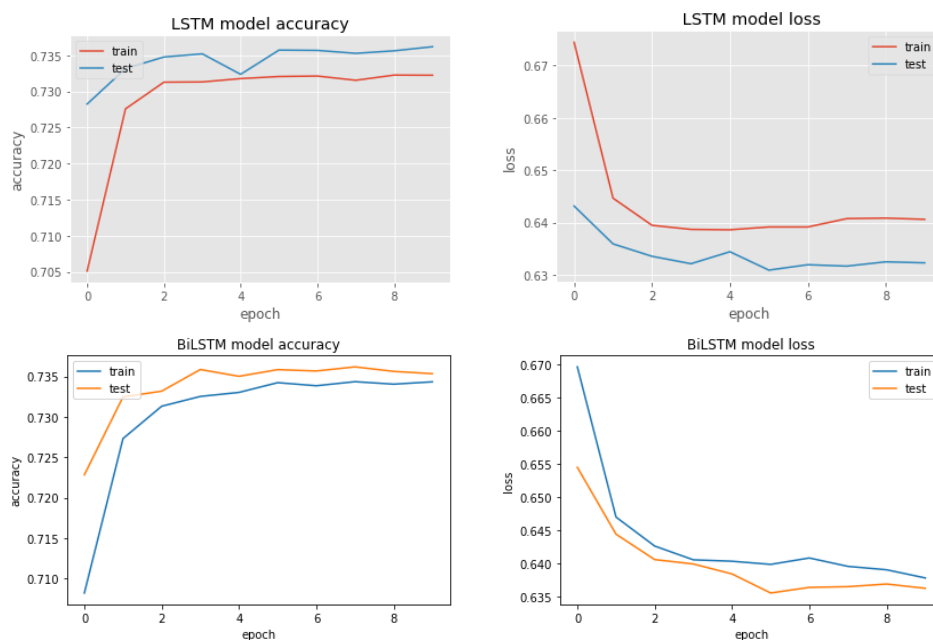 LSTM model accuracy
train
test
0.735
0.730
0.725
0.720
0.715
0.710
0.705
accuracy
0 2 4 6 8
epoch
LSTM model loss
train
test
0.67
0.66
0.65
0.64
0.63
loss
0 2 4 6 8
epoch
BiLSTM model accuracy
train
test
0.735
0.730
0.725
0.720
0.715
0.710
accuracy
0 2 4 6 8
epoch
BiLSTM model loss
train
test
0.670
0.665
0.660
0.655
0.650
0.645
0.640
0.635
loss
0 2 4 6 8
epoch